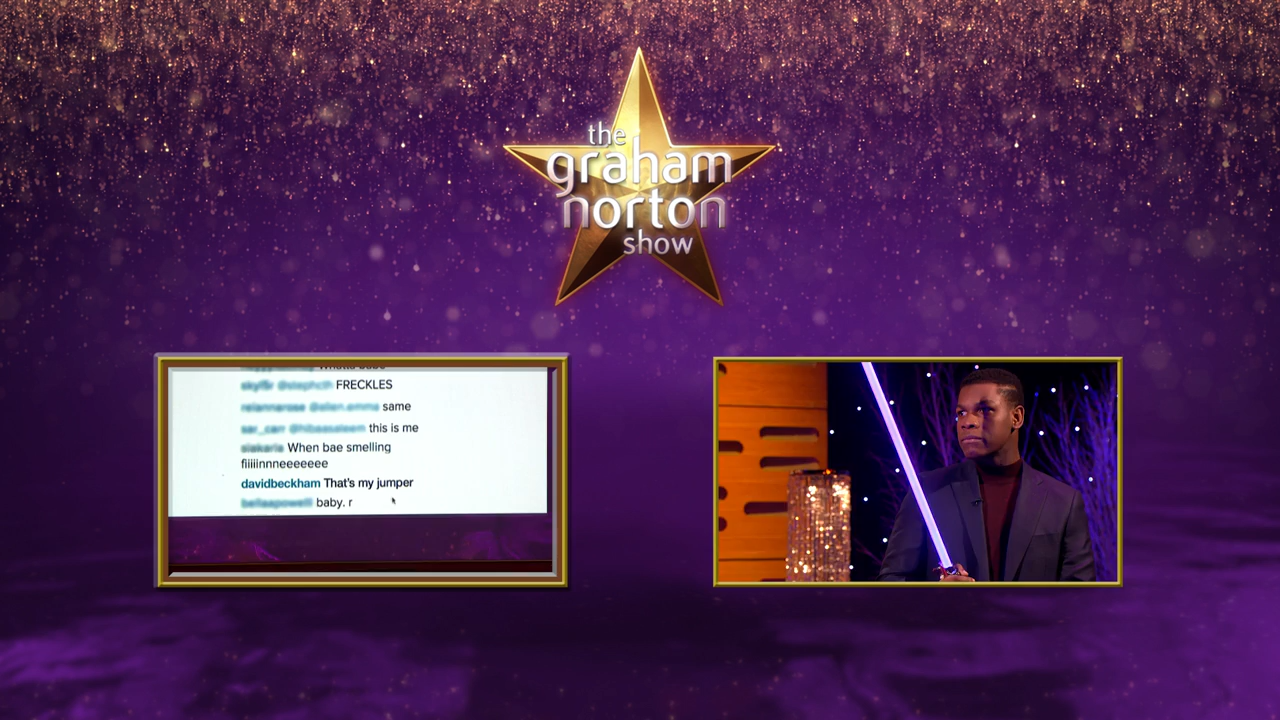 the
graham
norton
show
FRECKLES
same
this is me
When bae smelling
fiiiiinnneeeeeee
davidbeckham That's my jumper
baby. r